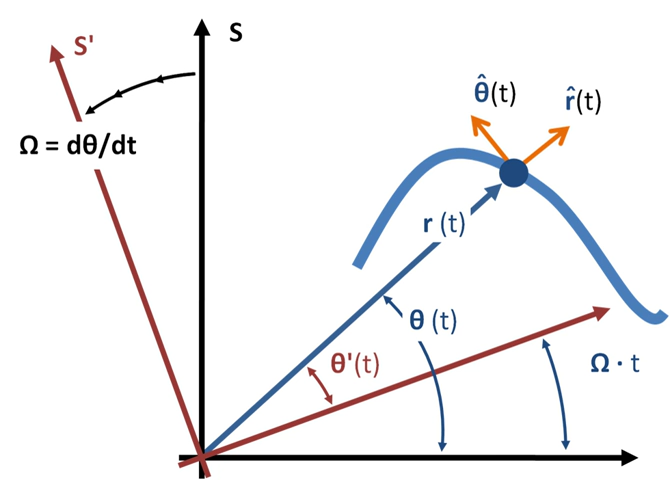 S'
S
Ω = dθ/dt
θ̂(t)
r̂(t)
r (t)
θ (t)
θ'(t)
Ω · t